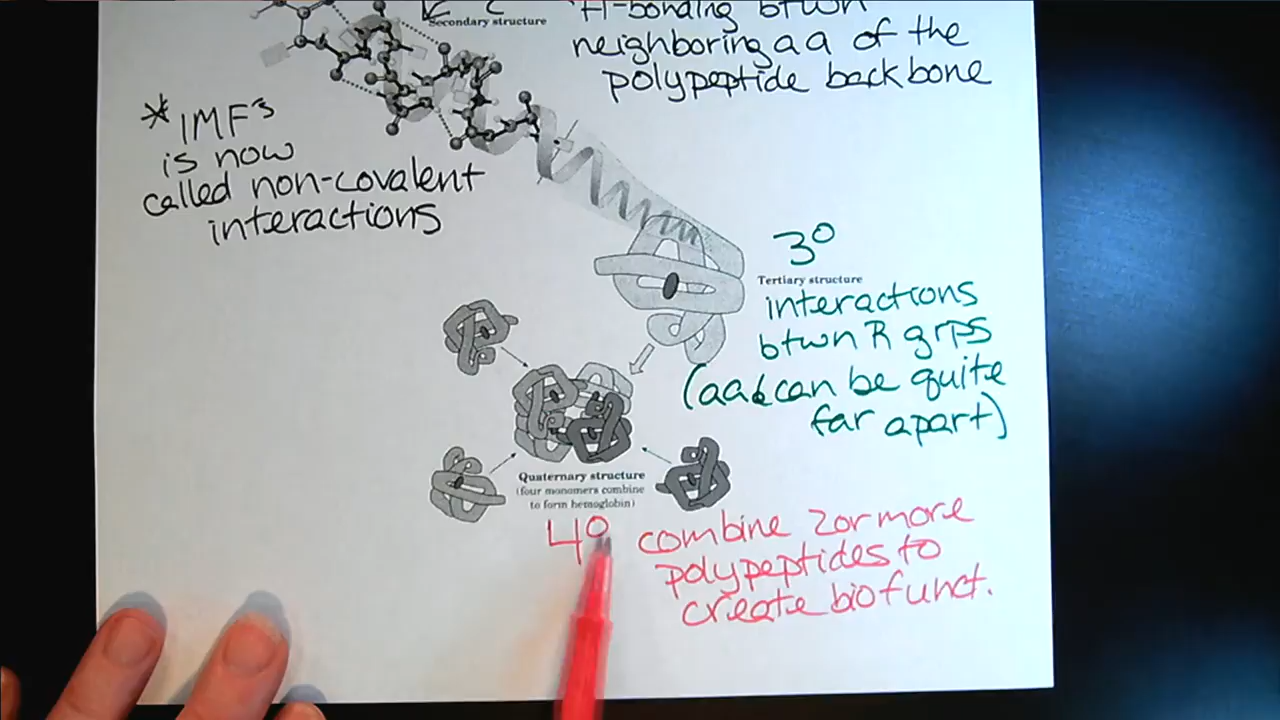 Secondary structure
H-bonding btwn
neighboring aa of the
polypeptide backbone
* IMF's
is now
called non-covalent
interactions
3°
Tertiary structure
interactions
btwn R grps
(aa can be quite
far apart)
Quaternary structure
(four monomers combine
to form hemoglobin)
4° combine 2 or more
polypeptides to
create biofunct.